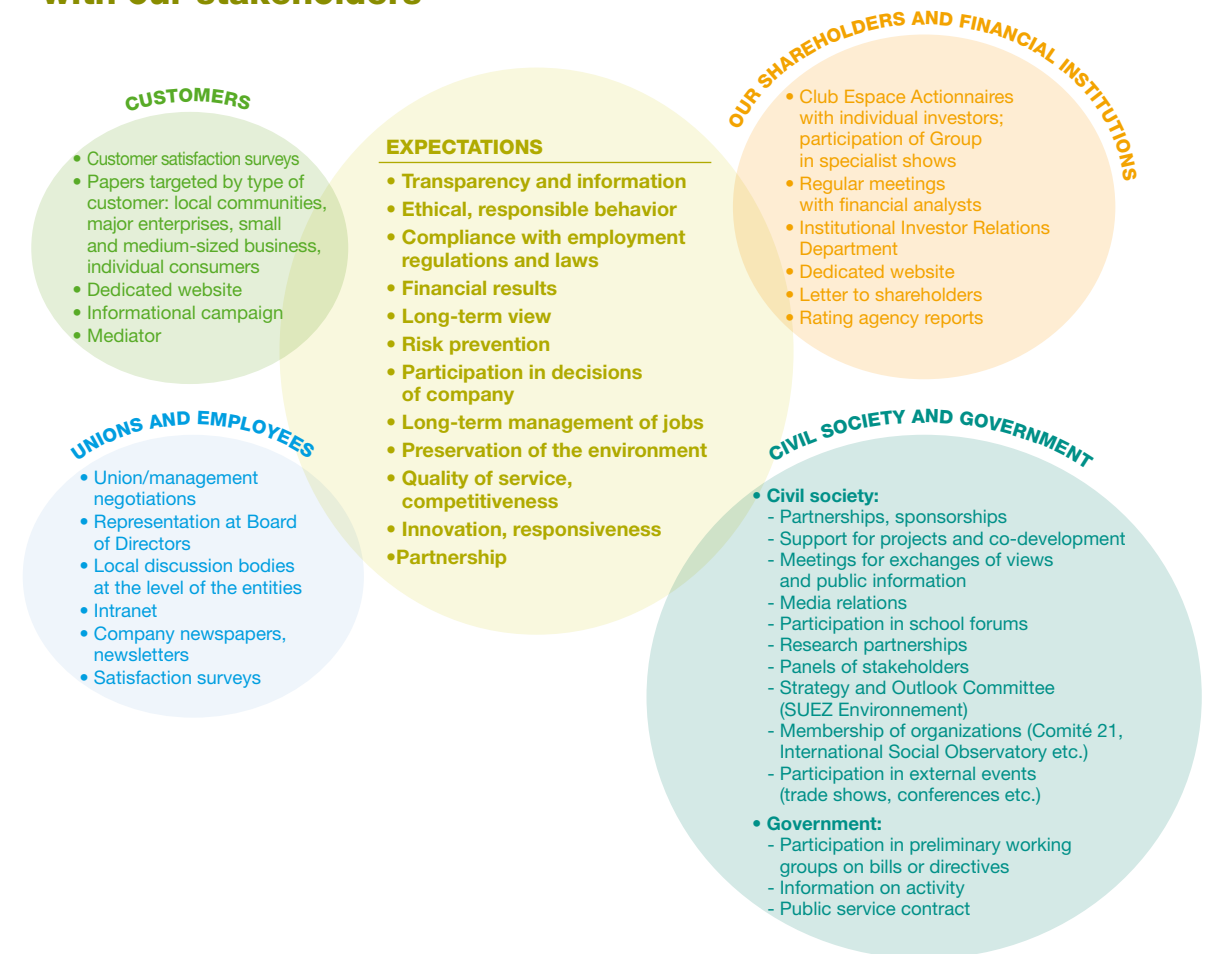 with our stakeholders
CUSTOMERS
• Customer satisfaction surveys
• Papers targeted by type of
customer: local communities,
major enterprises, small
and medium-sized business,
individual consumers
• Dedicated website
• Informational campaign
• Mediator
EXPECTATIONS
• Transparency and information
• Ethical, responsible behavior
• Compliance with employment
regulations and laws
• Financial results
• Long-term view
• Risk prevention
• Participation in decisions
of company
• Long-term management of jobs
• Preservation of the environment
• Quality of service,
competitiveness
• Innovation, responsiveness
•Partnership
OUR SHAREHOLDERS AND FINANCIAL INSTITUTIONS
• Club Espace Actionnaires
with individual investors;
participation of Group
in specialist shows
• Regular meetings
with financial analysts
• Institutional Investor Relations
Department
• Dedicated website
• Letter to shareholders
• Rating agency reports
UNIONS AND EMPLOYEES
• Union/management
negotiations
• Representation at Board
of Directors
• Local discussion bodies
at the level of the entities
• Intranet
• Company newspapers,
newsletters
• Satisfaction surveys
CIVIL SOCIETY AND GOVERNMENT
• Civil society:
- Partnerships, sponsorships
- Support for projects and co-development
- Meetings for exchanges of views
and public information
- Media relations
- Participation in school forums
- Research partnerships
- Panels of stakeholders
- Strategy and Outlook Committee
(SUEZ Environnement)
- Membership of organizations (Comité 21,
International Social Observatory etc.)
- Participation in external events
(trade shows, conferences etc.)
• Government:
- Participation in preliminary working
groups on bills or directives
- Information on activity
- Public service contract